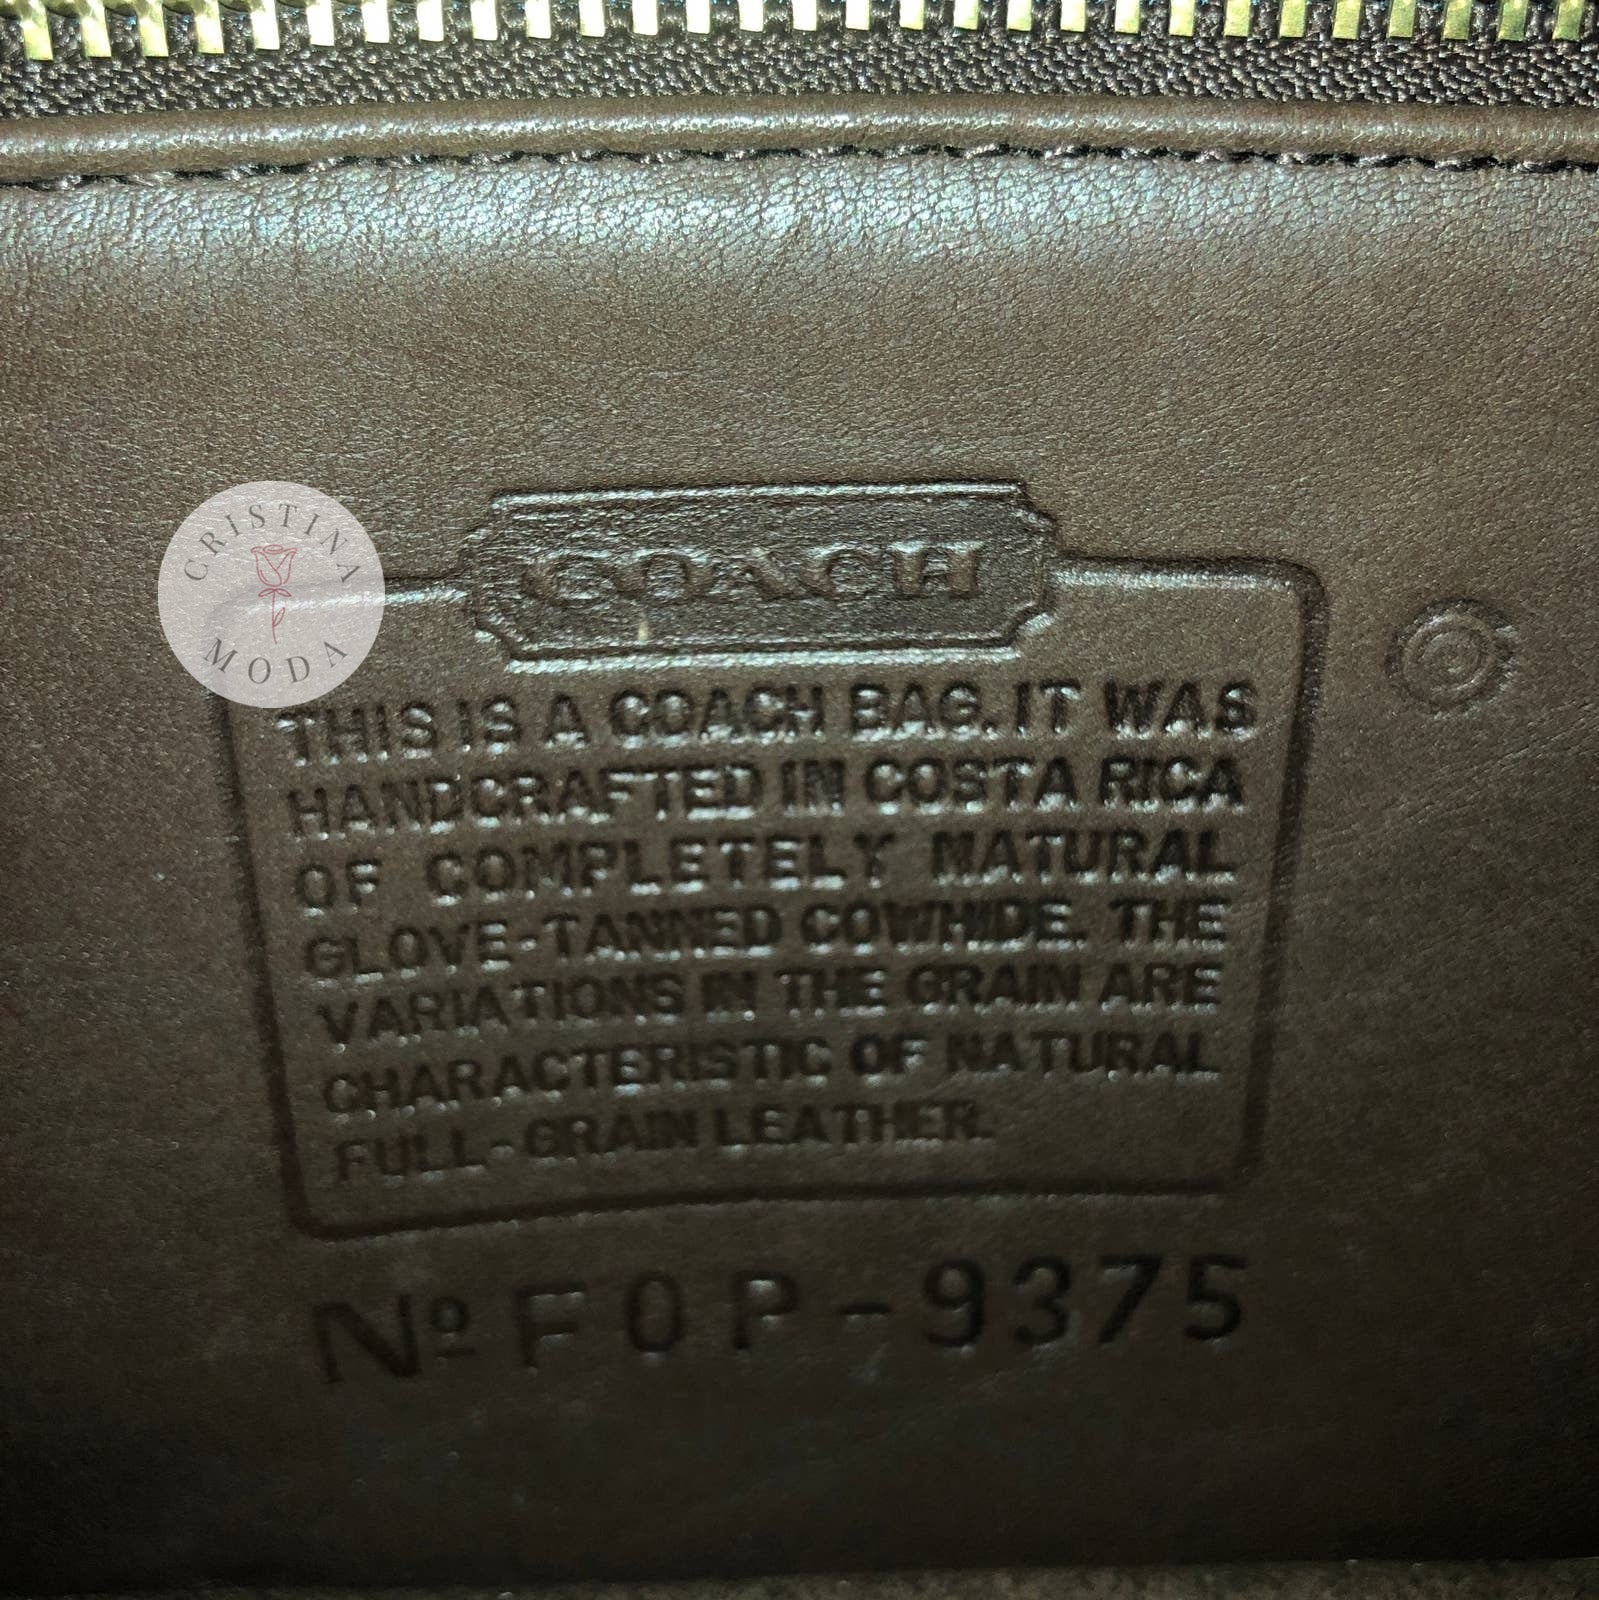 CRISTINA
MODA
COACH
THIS IS A COACH BAG. IT WAS
HANDCRAFTED IN COSTA RICA
OF COMPLETELY NATURAL
GLOVE-TANNED COWHIDE. THE
VARIATIONS IN THE GRAIN ARE
CHARACTERISTIC OF NATURAL
FULL-GRAIN LEATHER.
Nº F0P-9375